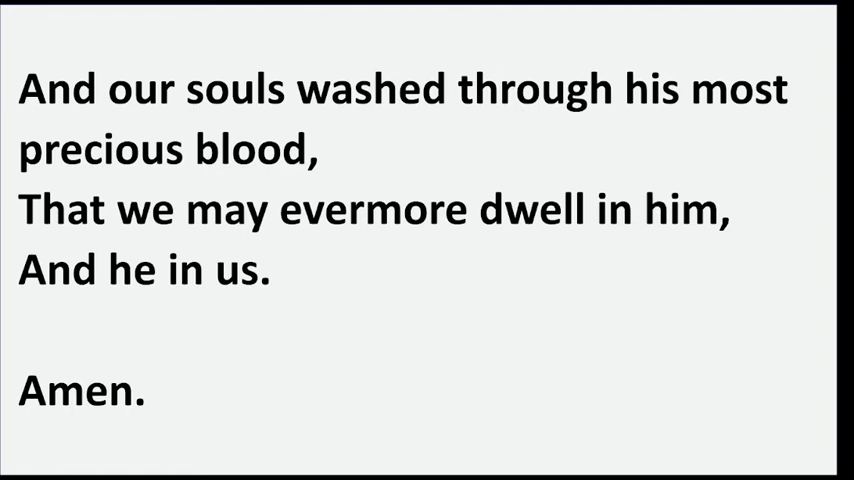 And our souls washed through his most
precious blood,
That we may evermore dwell in him,
And he in us.
Amen.